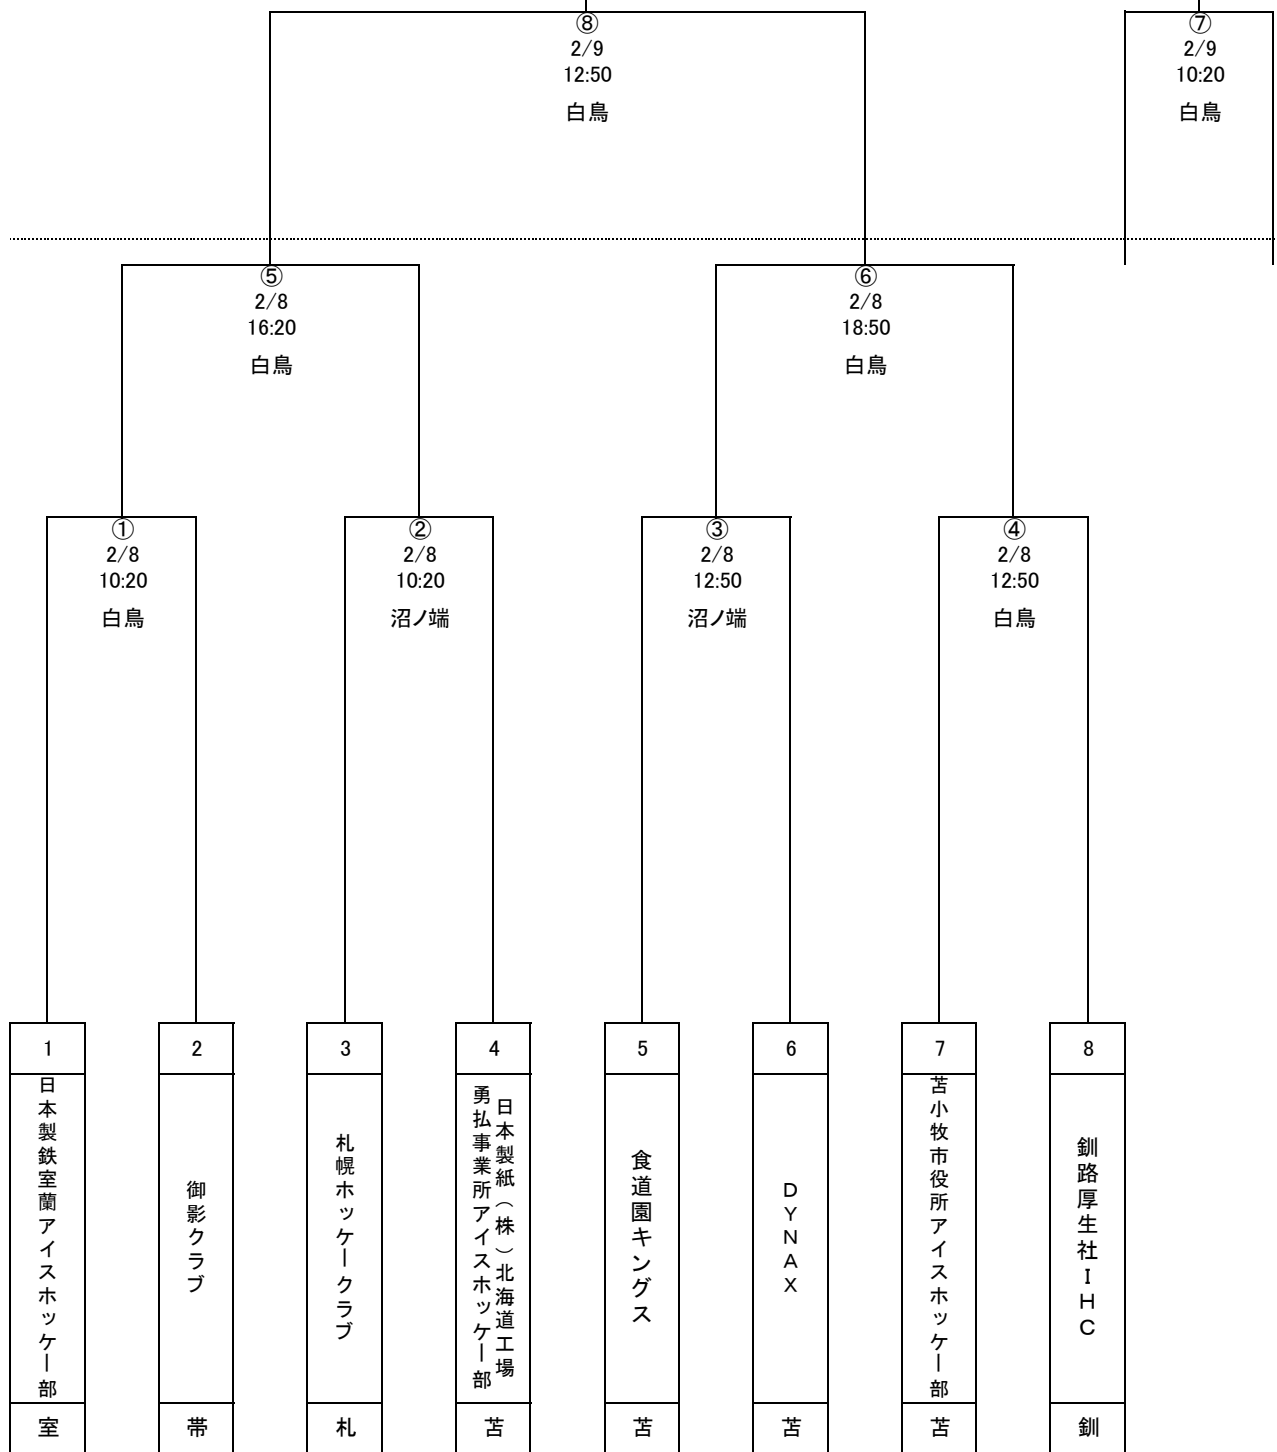 ⑧
2/9
12:50
白鳥
⑦
2/9
10:20
白鳥
⑤
2/8
16:20
白鳥
⑥
2/8
18:50
白鳥
①
2/8
10:20
白鳥
②
2/8
10:20
沼ノ端
③
2/8
12:50
沼ノ端
④
2/8
12:50
白鳥
1
日本製鉄室蘭アイスホッケー部
室
2
御影クラブ
帯
3
札幌ホッケークラブ
札
4
日本製紙（株）北海道工場
勇払事業所アイスホッケー部
苫
5
食道園キングス
苫
6
DYNAX
苫
7
苫小牧市役所アイスホッケー部
苫
8
釧路厚生社IHC
釧